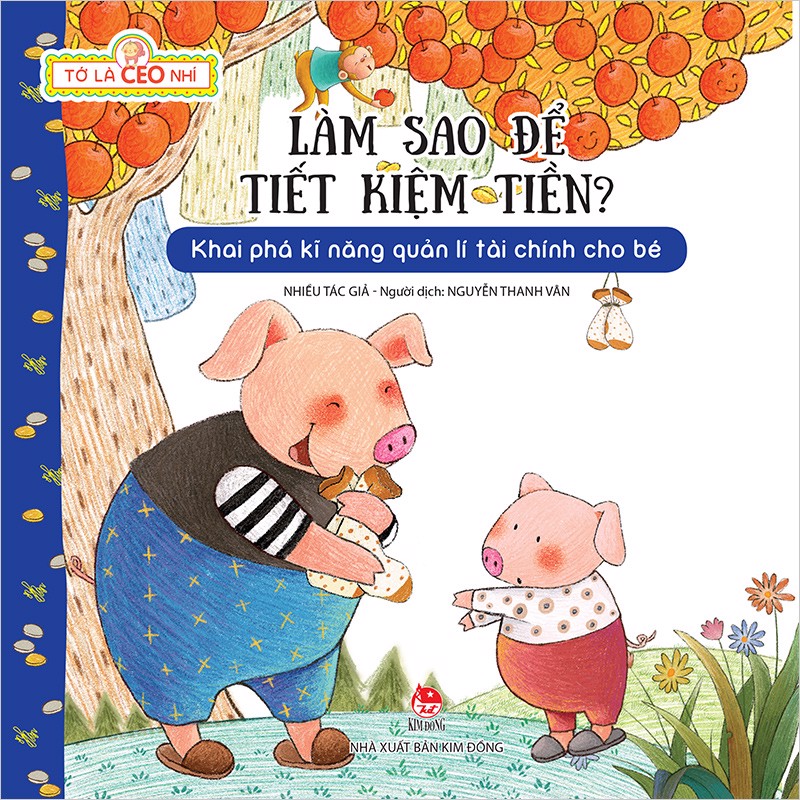 TỚ LÀ CEO NHÍ
LÀM SAO ĐỂ
TIẾT KIỆM TIỀN?
Khai phá kĩ năng quản lí tài chính cho bé
NHIỀU TÁC GIẢ - Người dịch: NGUYỄN THANH VÂN
KIM ĐỒNG
NHÀ XUẤT BẢN KIM ĐỒNG